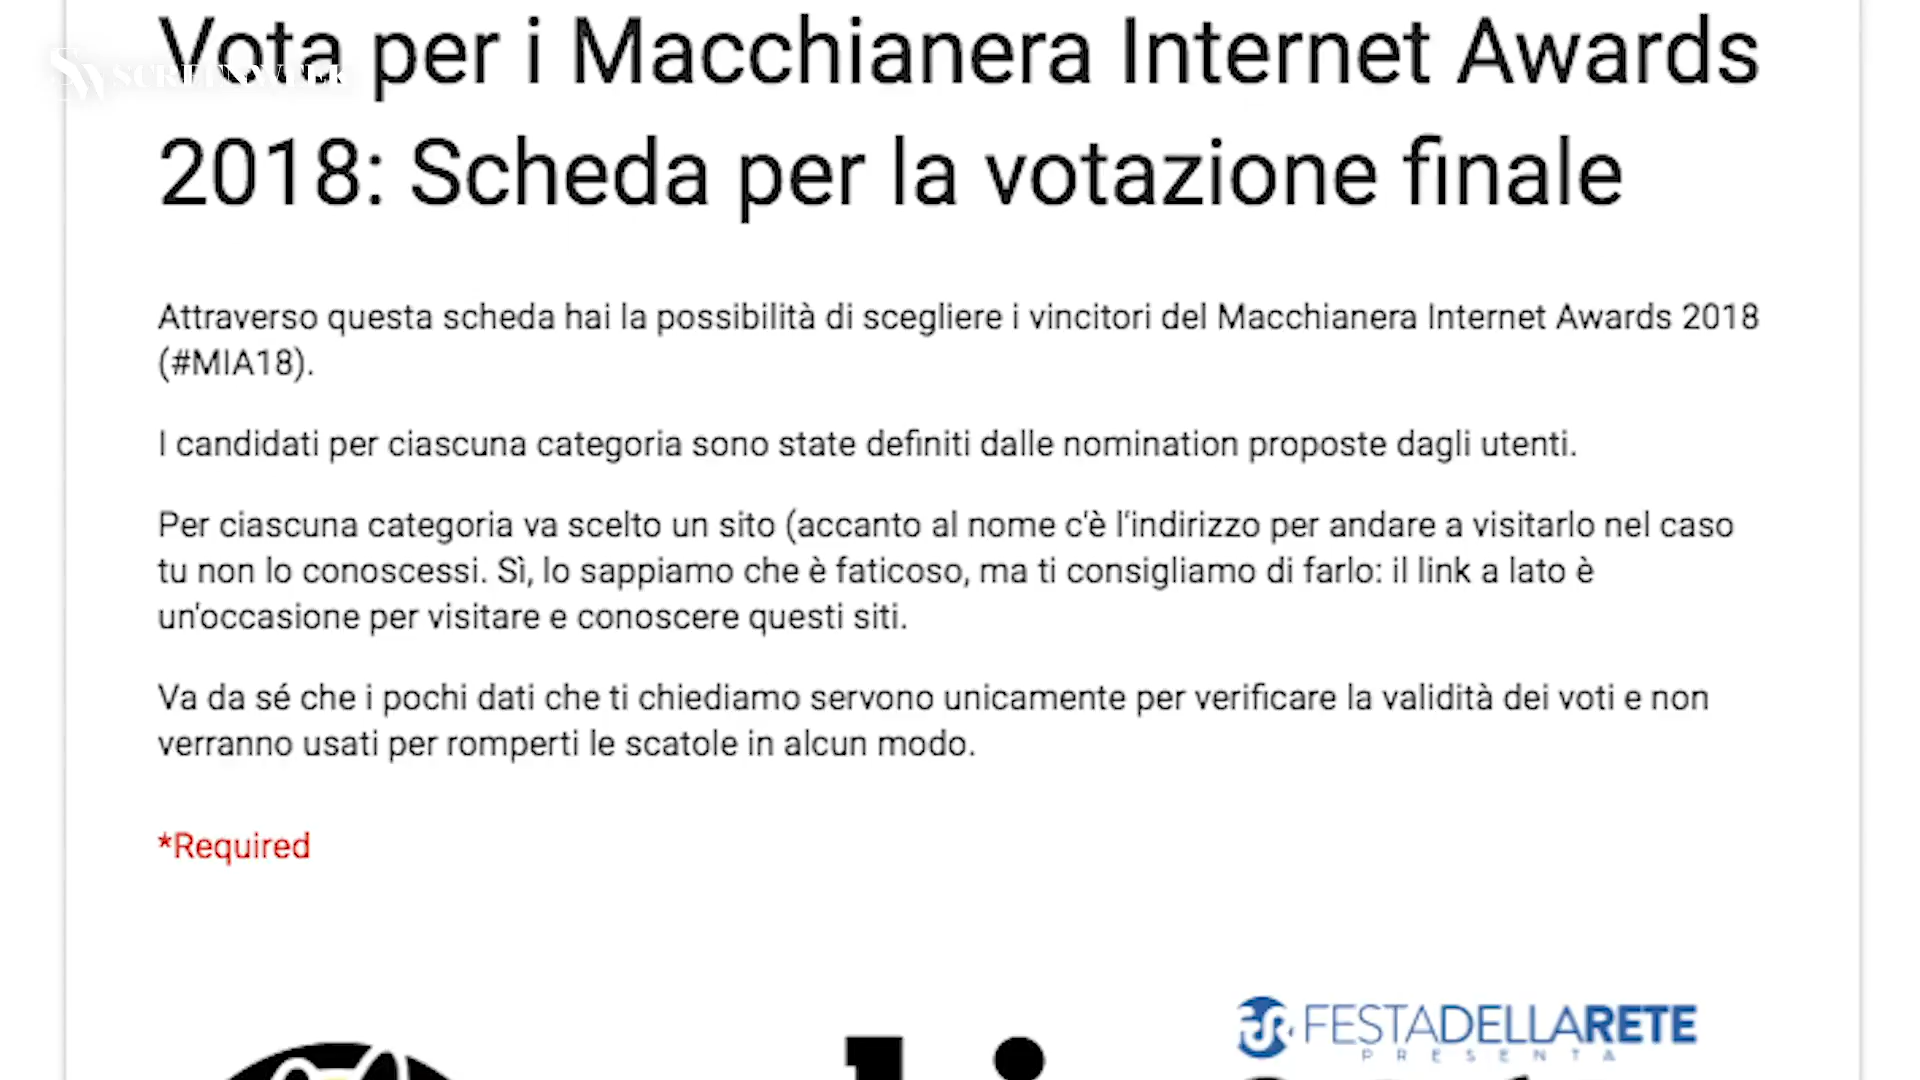 Vota per i Macchianera Internet Awards
SCREENWEEK
2018: Scheda per la votazione finale
Attraverso questa scheda hai la possibilità di scegliere i vincitori del Macchianera Internet Awards 2018
(#MIA18).
I candidati per ciascuna categoria sono state definiti dalle nomination proposte dagli utenti.
Per ciascuna categoria va scelto un sito (accanto al nome c'è l'indirizzo per andare a visitarlo nel caso
tu non lo conoscessi. Sì, lo sappiamo che è faticoso, ma ti consigliamo di farlo: il link a lato è
un'occasione per visitare e conoscere questi siti.
Va da sé che i pochi dati che ti chiediamo servono unicamente per verificare la validità dei voti e non
verranno usati per romperti le scatole in alcun modo.
*Required
FESTADELLARETE
PRESENTA